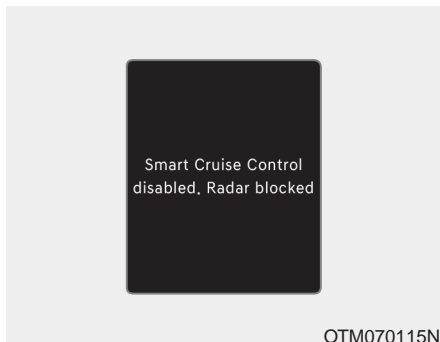 Smart Cruise Control
disabled. Radar blocked
OTM070115N